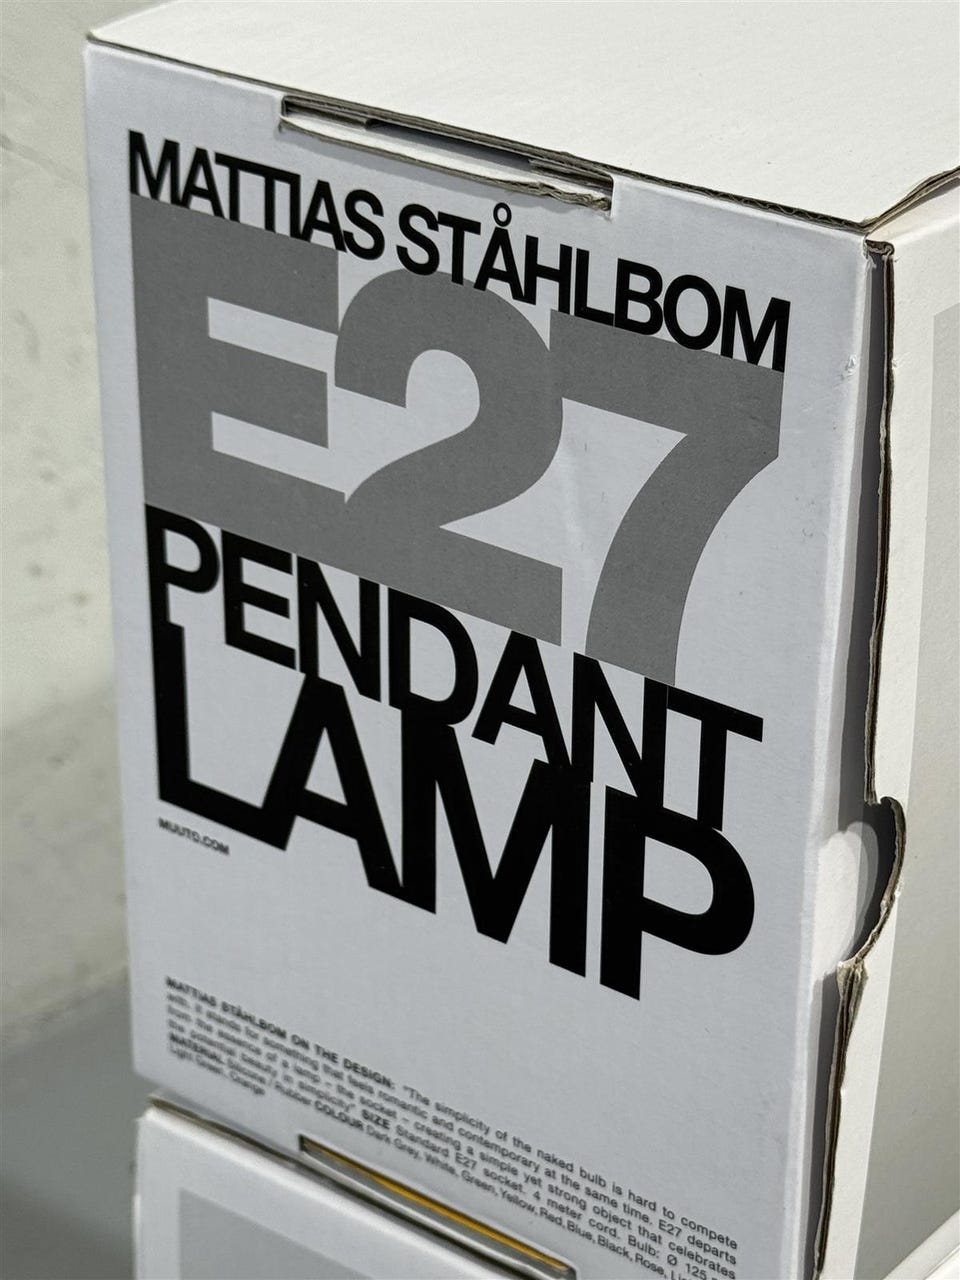 MATTIAS STÅHLBOM
E27
PENDANT
LAMP
MUUTO.COM
MATTIAS STÅHLBOM ON THE DESIGN: "The simplicity of the naked bulb is hard to compete
with. It stands for something that feels romantic and contemporary at the same time. E27 departs
from the essence of a lamp – the socket – creating a simple yet strong object that celebrates
the potential beauty in simplicity" SIZE Standard E27 socket. 4 meter cord. Bulb: Ø 125
MATERIAL Silicone / Rubber COLOUR Dark Grey, White, Green, Yellow, Red, Blue, Black, Rose,
Light Green, Orange